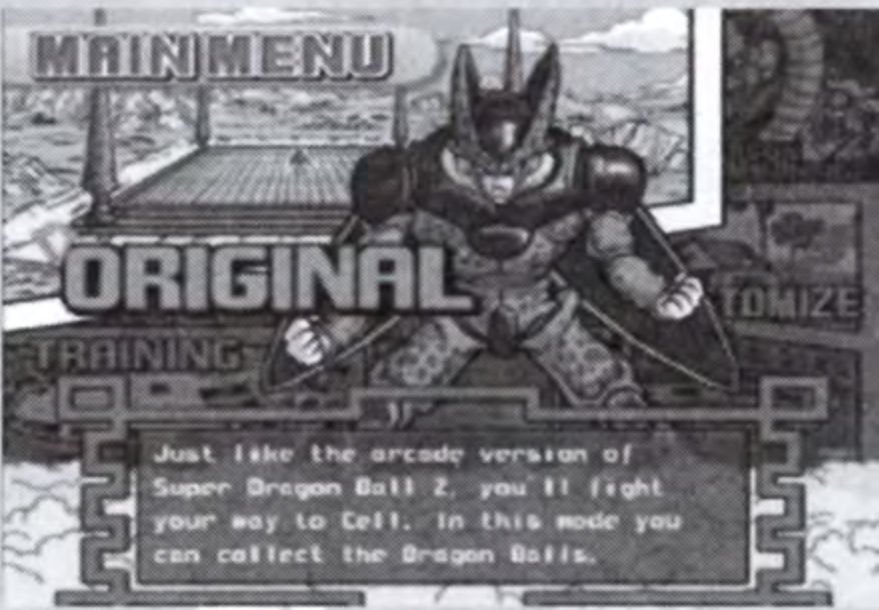 MAIN MENU
ORIGINAL
TOMIZE
TRAINING
Just like the arcade version of
Super Dragon Ball Z, you'll fight
your way to Cell. In this mode you
can collect the Dragon Balls.